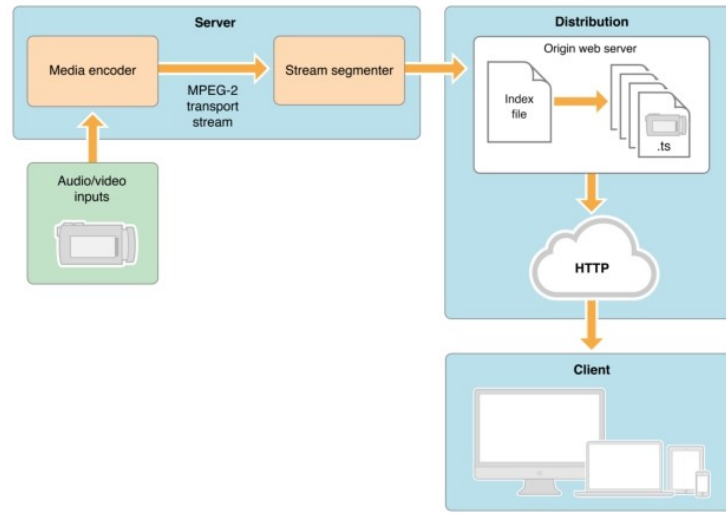 Server
Media encoder
MPEG-2
transport
stream
Stream segmenter
Audio/video
inputs
Distribution
Origin web server
Index
file
.ts
HTTP
Client